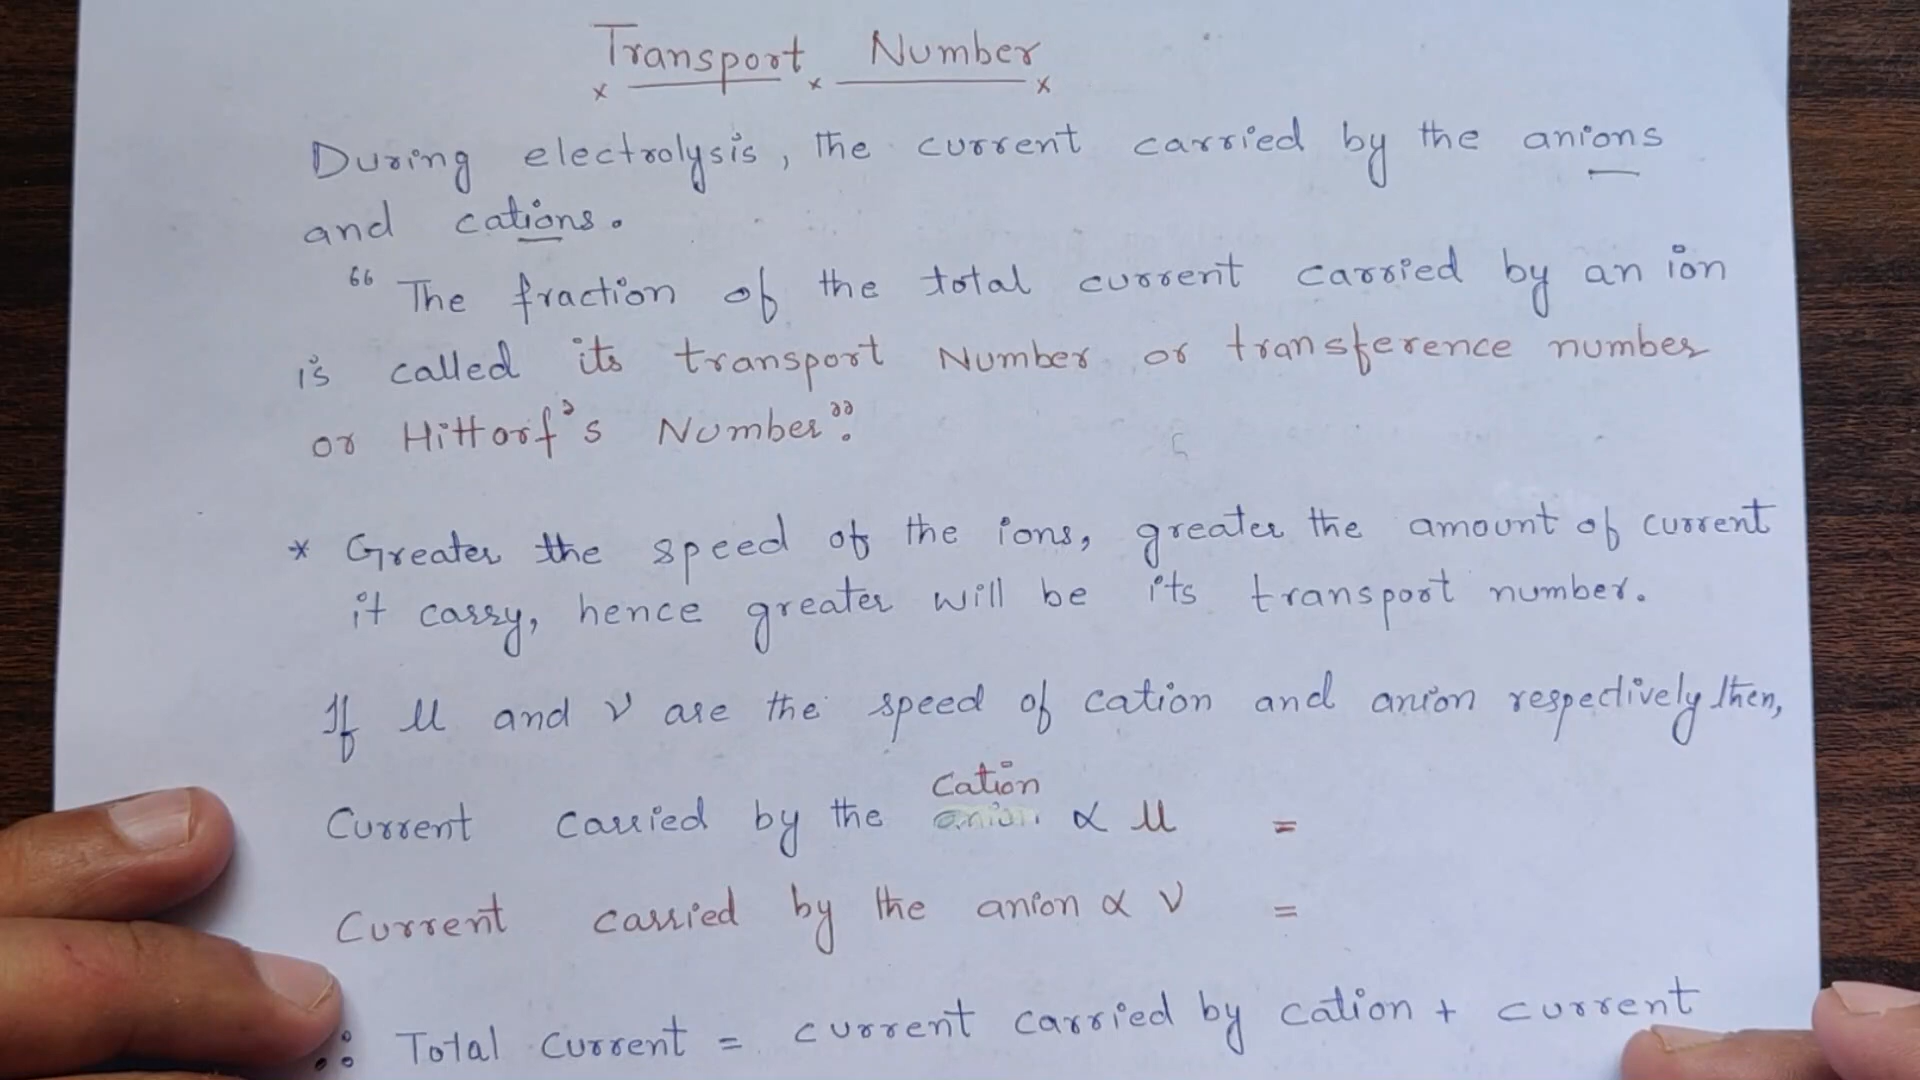 Transport Number
During electrolysis, the current carried by the anions
and cations.
"The fraction of the total current carried by an ion
is called its transport Number or transference number
or Hittorf's Number".
* Greater the speed of the ions, greater the amount of current
it carry, hence greater will be its transport number.
If u and v are the speed of cation and anion respectively then,
Cation
Current carried by the anion ∝ u =
Current carried by the anion ∝ v =
∴ Total Current = current carried by cation + current